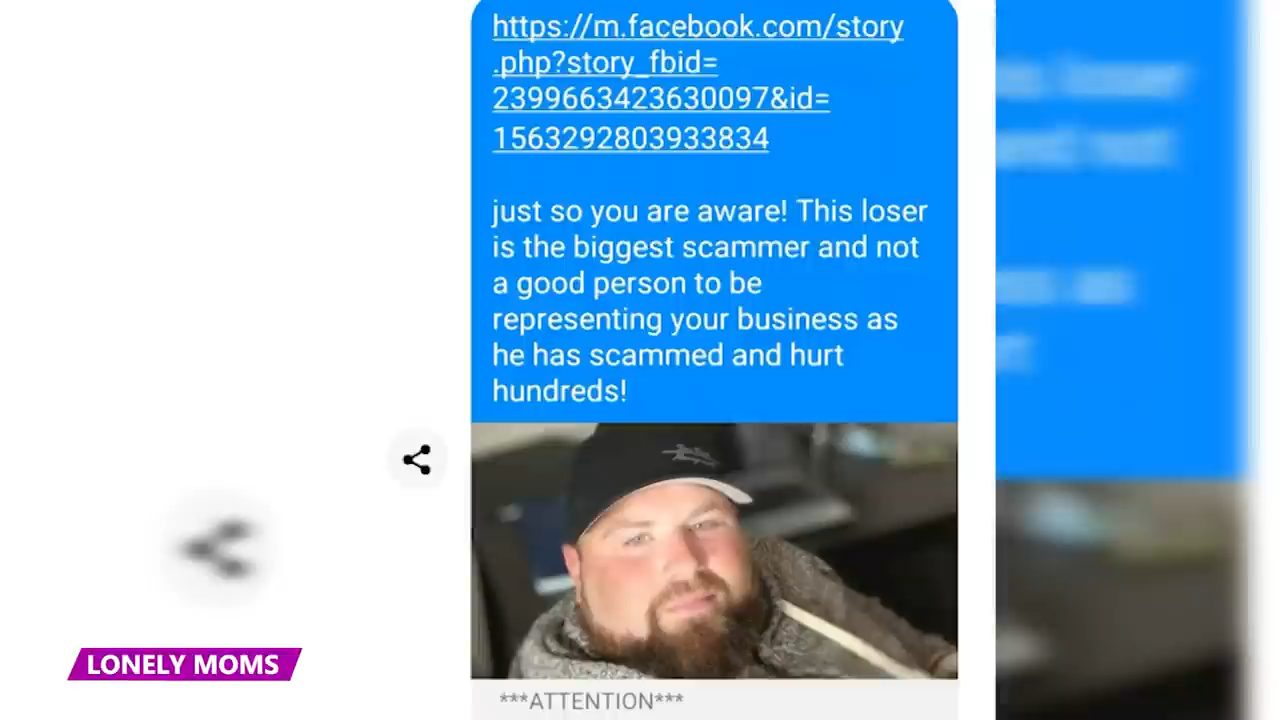 https://m.facebook.com/story
.php?story_fbid=
2399663423630097&id=
1563292803933834
just so you are aware! This loser
is the biggest scammer and not
a good person to be
representing your business as
he has scammed and hurt
hundreds!
***ATTENTION***
LONELY MOMS